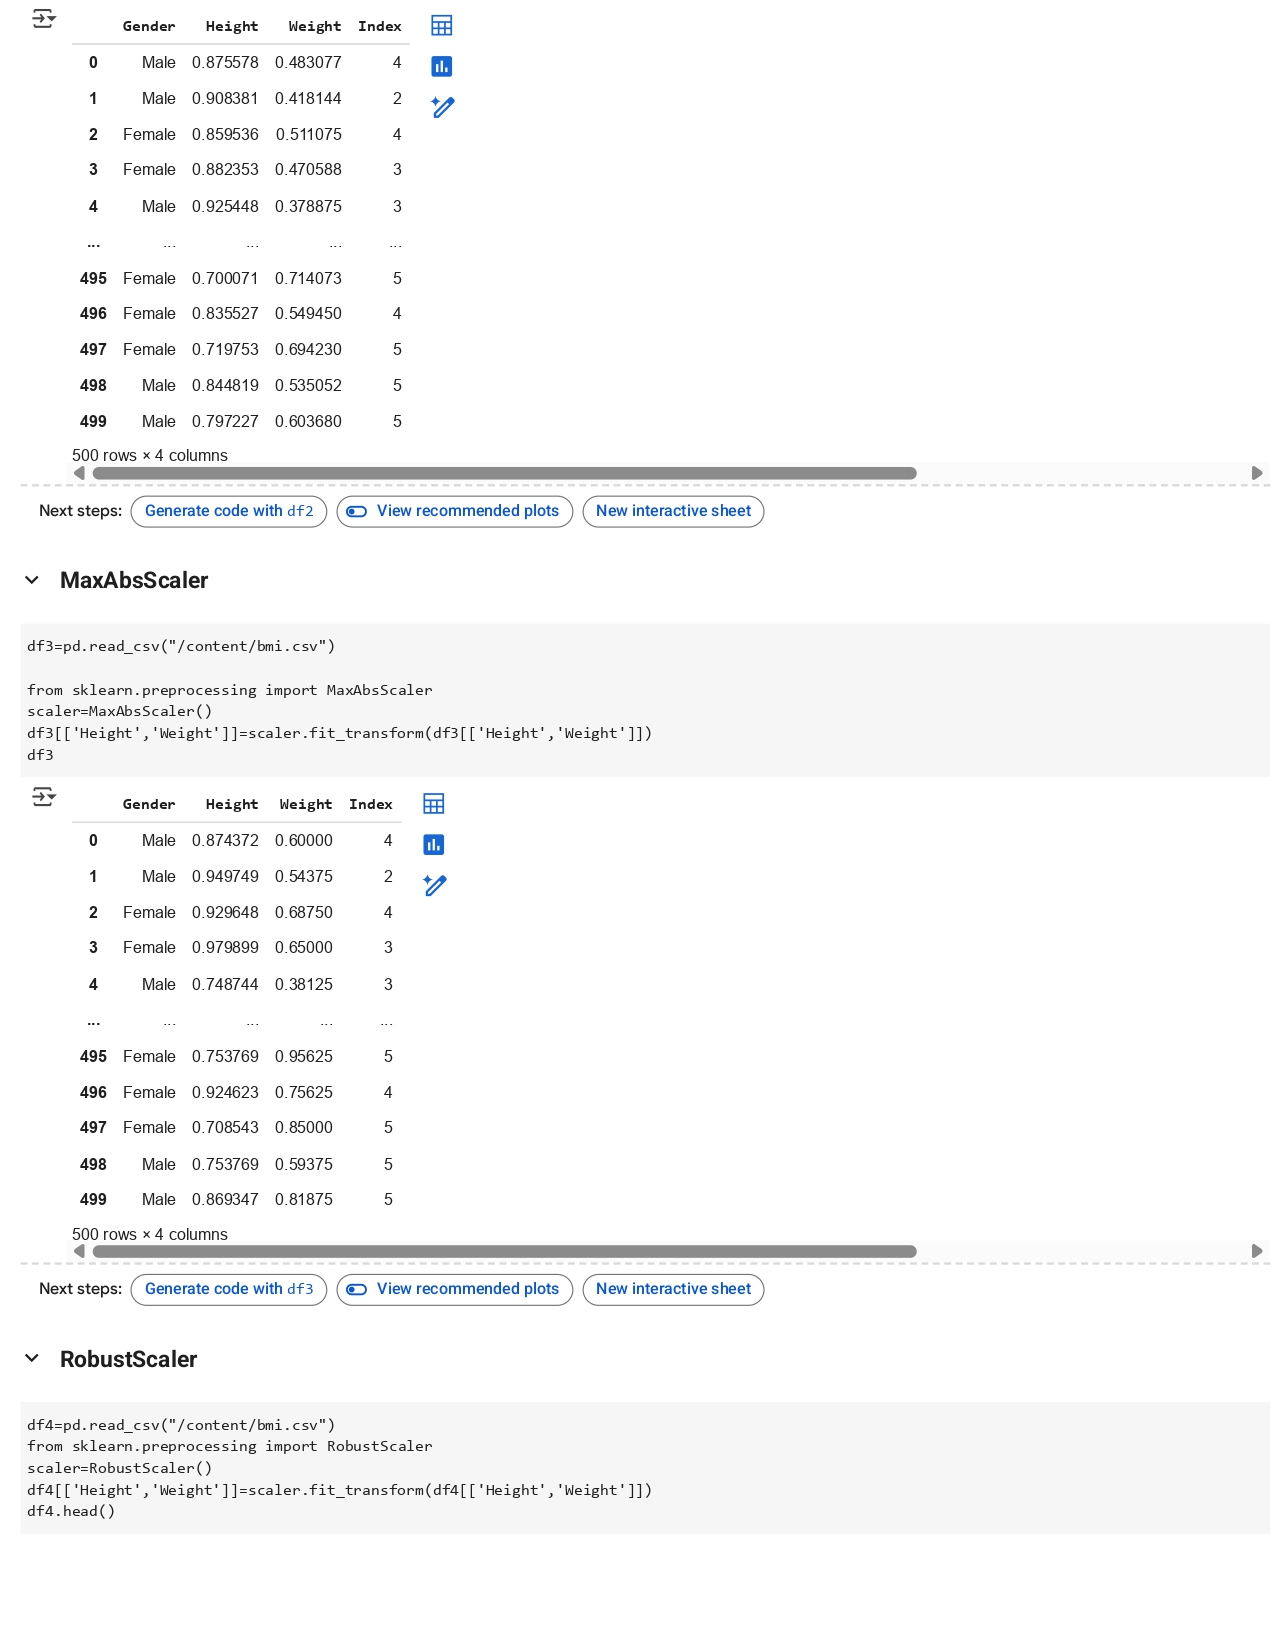 Gender Height Weight Index
0 Male 0.875578 0.483077 4
1 Male 0.908381 0.418144 2
2 Female 0.859536 0.511075 4
3 Female 0.882353 0.470588 3
4 Male 0.925448 0.378875 3
... ... ... ... ...
495 Female 0.700071 0.714073 5
496 Female 0.835527 0.549450 4
497 Female 0.719753 0.694230 5
498 Male 0.844819 0.535052 5
499 Male 0.797227 0.603680 5
500 rows × 4 columns
Next steps: Generate code with df2 View recommended plots New interactive sheet
MaxAbsScaler
df3=pd.read_csv("/content/bmi.csv")
from sklearn.preprocessing import MaxAbsScaler
scaler=MaxAbsScaler()
df3[['Height','Weight']]=scaler.fit_transform(df3[['Height','Weight']])
df3
Gender Height Weight Index
0 Male 0.874372 0.60000 4
1 Male 0.949749 0.54375 2
2 Female 0.929648 0.68750 4
3 Female 0.979899 0.65000 3
4 Male 0.748744 0.38125 3
... ... ... ... ...
495 Female 0.753769 0.95625 5
496 Female 0.924623 0.75625 4
497 Female 0.708543 0.85000 5
498 Male 0.753769 0.59375 5
499 Male 0.869347 0.81875 5
500 rows × 4 columns
Next steps: Generate code with df3 View recommended plots New interactive sheet
RobustScaler
df4=pd.read_csv("/content/bmi.csv")
from sklearn.preprocessing import RobustScaler
scaler=RobustScaler()
df4[['Height','Weight']]=scaler.fit_transform(df4[['Height','Weight']])
df4.head()